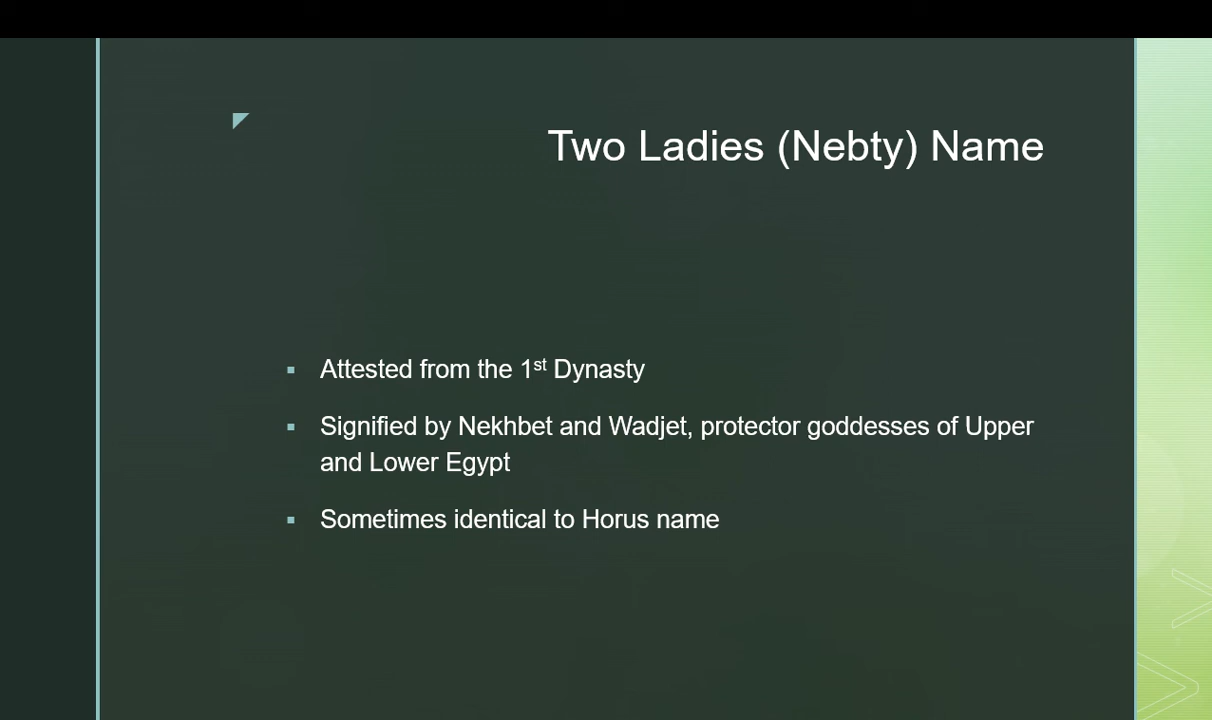 Two Ladies (Nebty) Name
▪ Attested from the 1st Dynasty
▪ Signified by Nekhbet and Wadjet, protector goddesses of Upper
and Lower Egypt
▪ Sometimes identical to Horus name